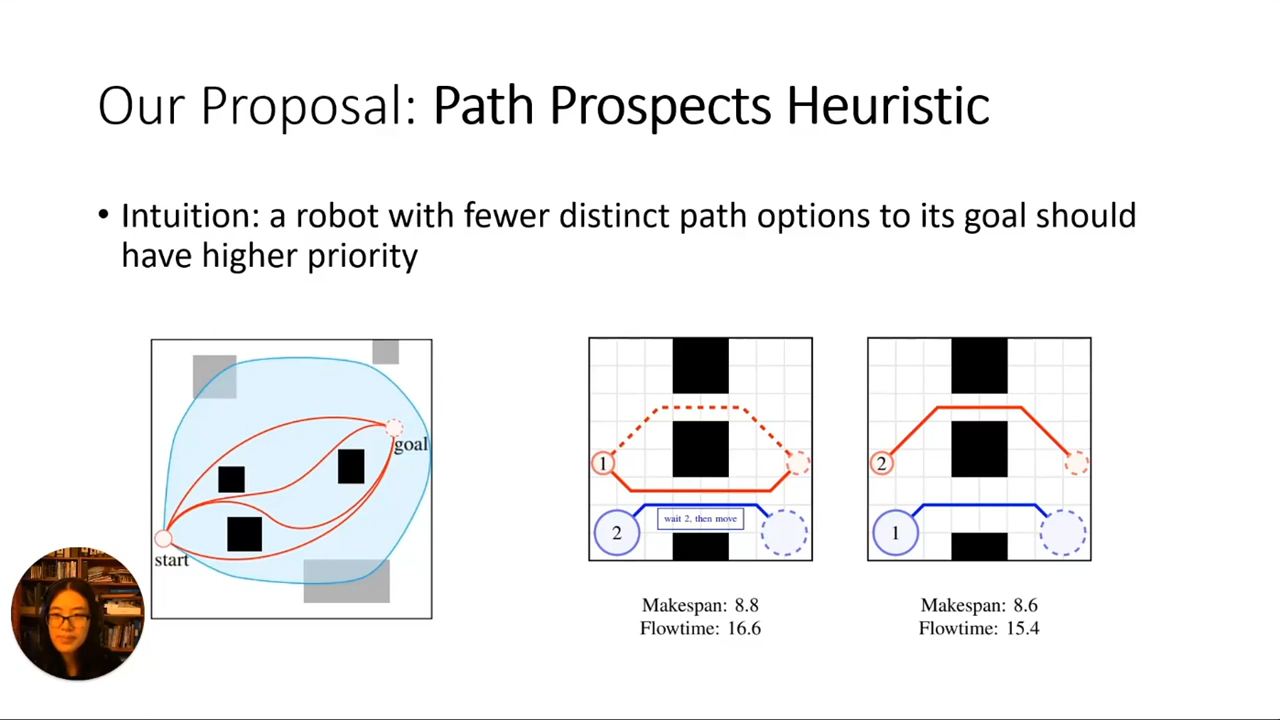 Our Proposal: Path Prospects Heuristic
• Intuition: a robot with fewer distinct path options to its goal should
have higher priority
goal
start
1
2
wait 2, then move
Makespan: 8.8
Flowtime: 16.6
2
1
Makespan: 8.6
Flowtime: 15.4